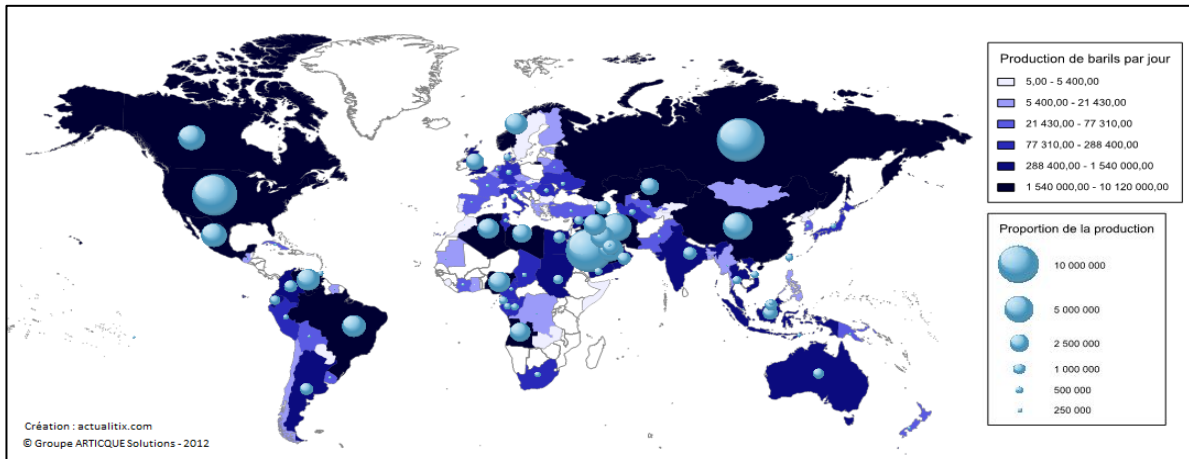 Production de barils par jour
5,00 - 5 400,00
5 400,00 - 21 430,00
21 430,00 - 77 310,00
77 310,00 - 288 400,00
288 400,00 - 1 540 000,00
1 540 000,00 - 10 120 000,00
Proportion de la production
10 000 000
5 000 000
2 500 000
1 000 000
500 000
250 000
Création : actualitix.com
© Groupe ARTICQUE Solutions - 2012